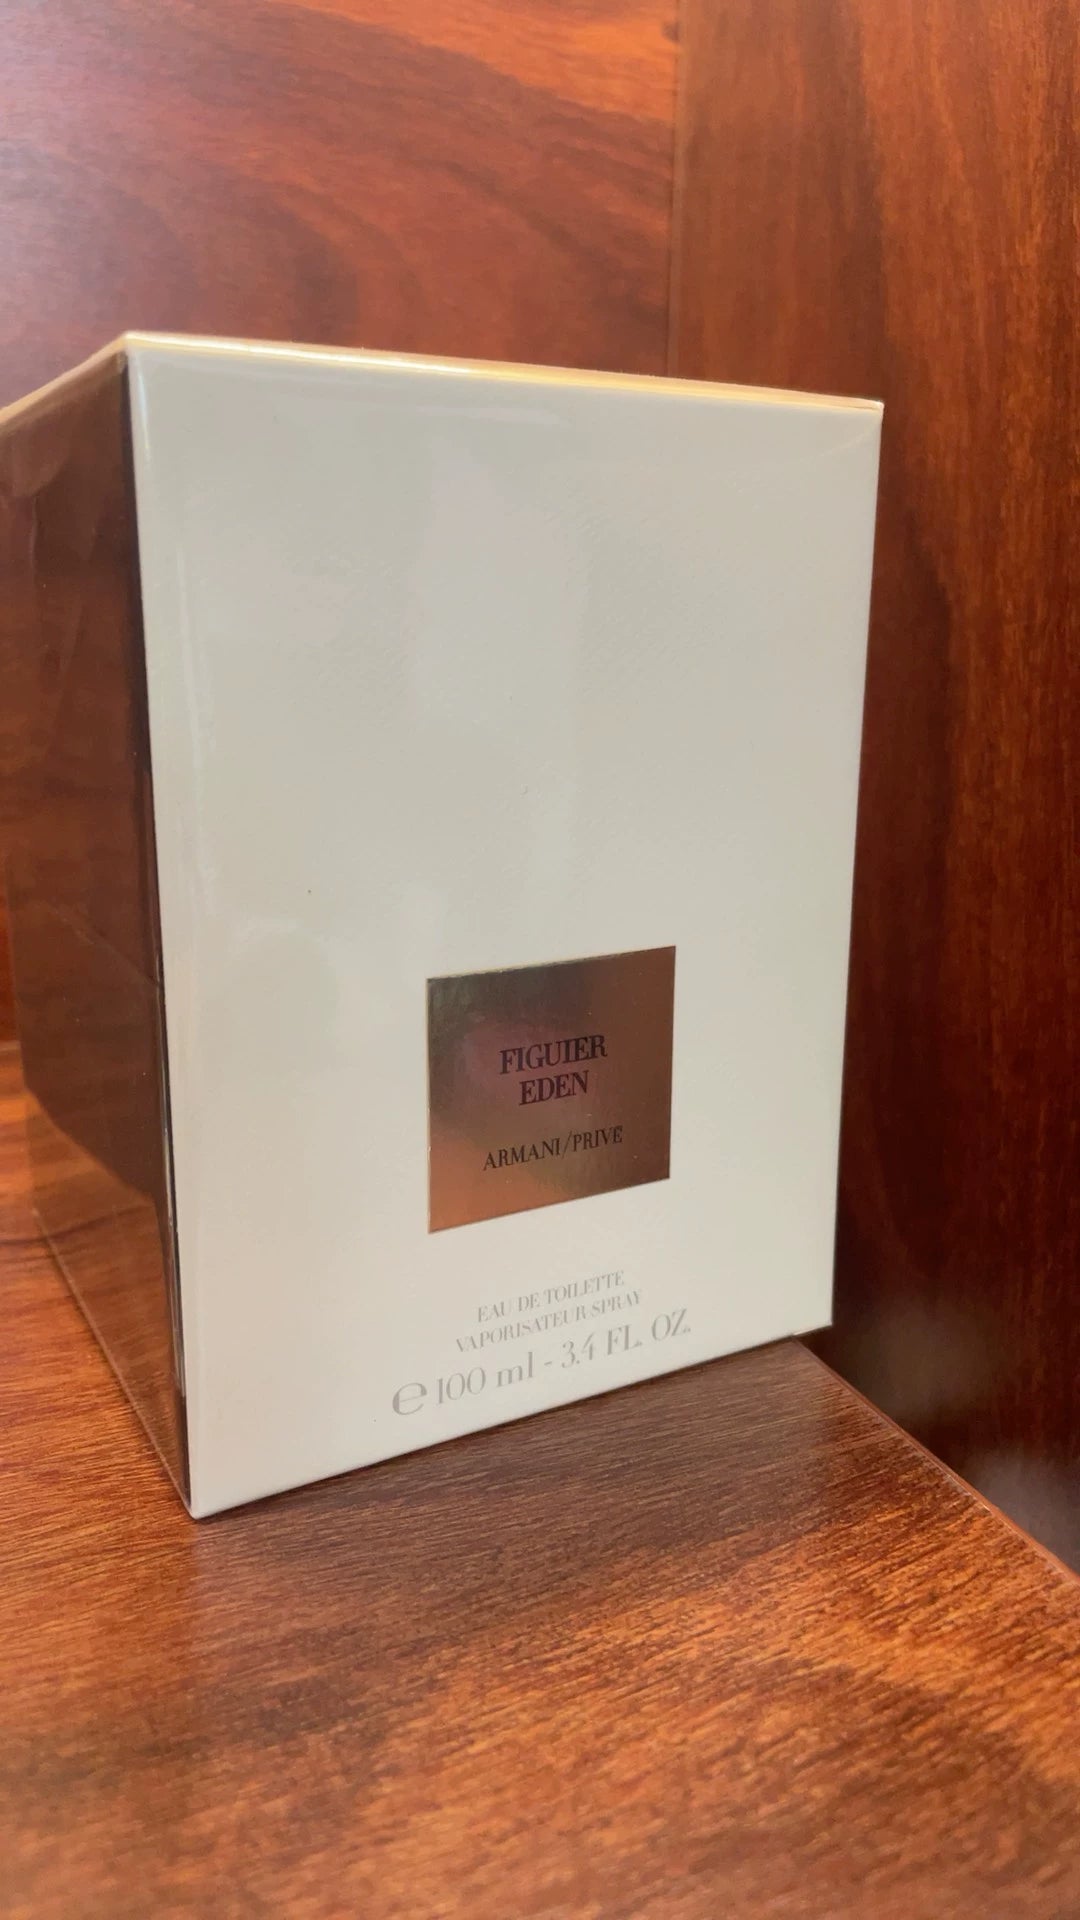 FIGUIER
EDEN
ARMANI/PRIVE
EAU DE TOILETTE
VAPORISATEUR-SPRAY
℮ 100 ml - 3.4 FL. OZ.